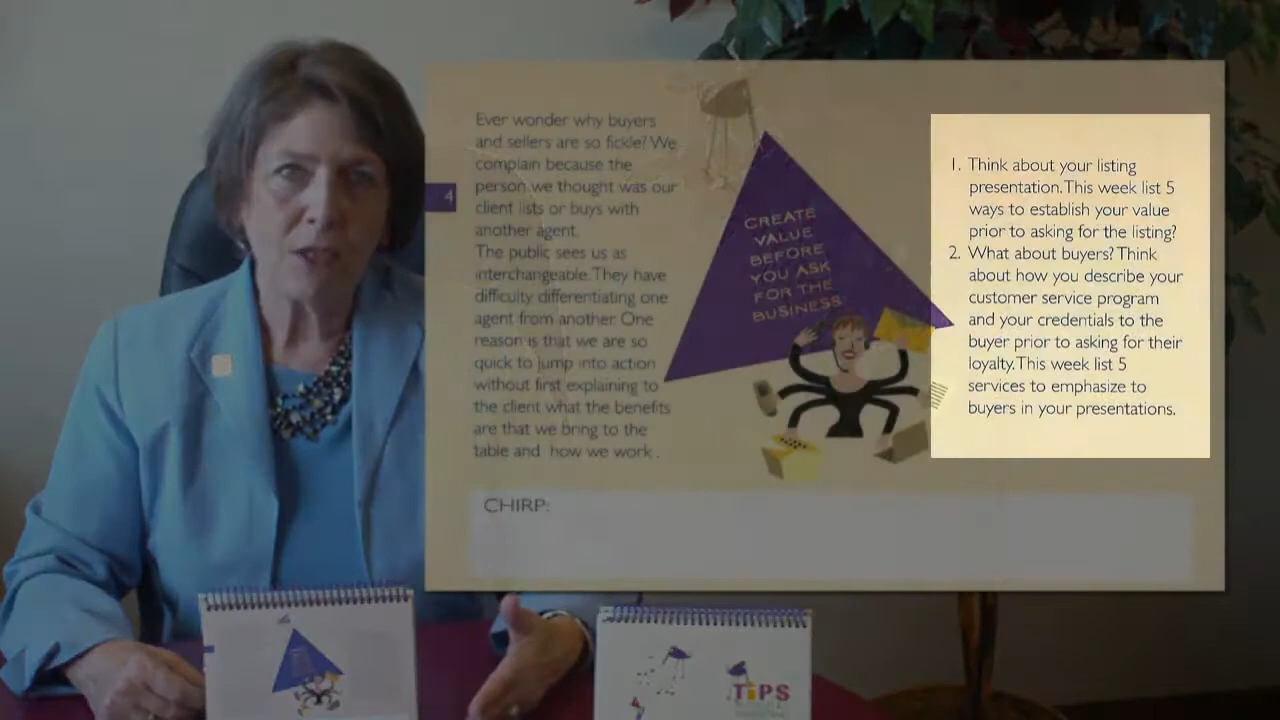 Ever wonder why buyers
and sellers are so fickle? We
complain because the
person we thought was our
client lists or buys with
another agent.
The public sees us as
interchangeable. They have
difficulty differentiating one
agent from another. One
reason is that we are so
quick to jump into action
without first explaining to
the client what the benefits
are that we bring to the
table and how we work.
4
CREATE
VALUE
BEFORE
YOU ASK
FOR THE
BUSINESS
1. Think about your listing
presentation. This week list 5
ways to establish your value
prior to asking for the listing?
2. What about buyers? Think
about how you describe your
customer service program
and your credentials to the
buyer prior to asking for their
loyalty. This week list 5
services to emphasize to
buyers in your presentations.
CHIRP:
TiPS